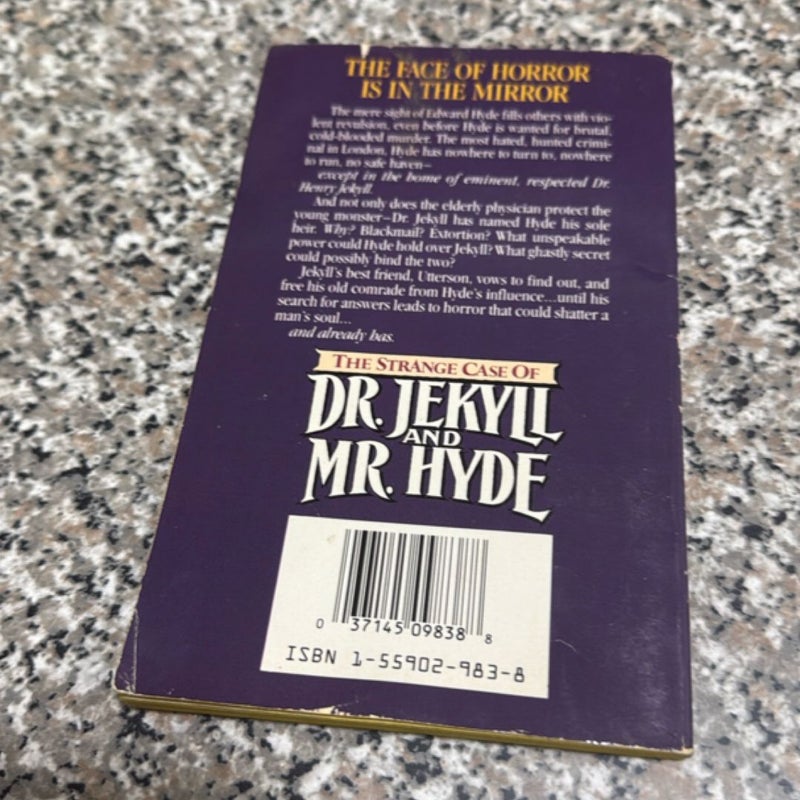 THE FACE OF HORROR
IS IN THE MIRROR
The mere sight of Edward Hyde fills others with vio-
lent revulsion, even before Hyde is wanted for brutal,
cold-blooded murder. The most hated, hunted crimi-
nal in London, Hyde has nowhere to turn to, nowhere
to run, no safe haven—
except in the home of eminent, respected Dr.
Henry Jekyll.
And not only does the elderly physician protect the
young monster—Dr. Jekyll has named Hyde his sole
heir. Why? Blackmail? Extortion? What unspeakable
power could Hyde hold over Jekyll? What ghastly secret
could possibly bind the two?
Jekyll's best friend, Utterson, vows to find out, and
free his old comrade from Hyde's influence...until his
search for answers leads to horror that could shatter a
man's soul...
and already has.
THE STRANGE CASE OF
DR. JEKYLL
AND
MR. HYDE
0 37145 09838 8
ISBN 1-55902-983-8